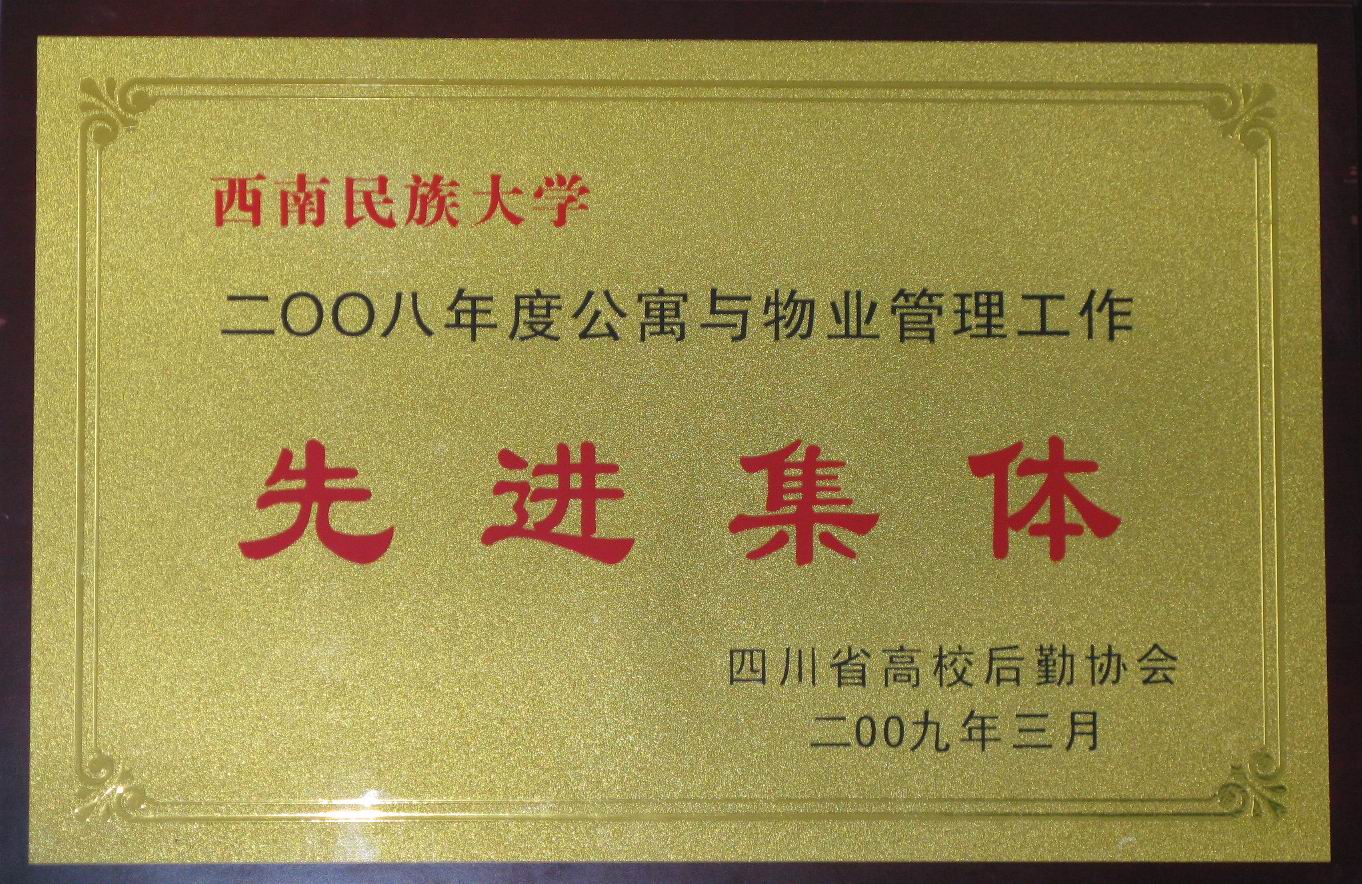 西南民族大学
二〇〇八年度公寓与物业管理工作
先进集体
四川省高校后勤协会
二00九年三月